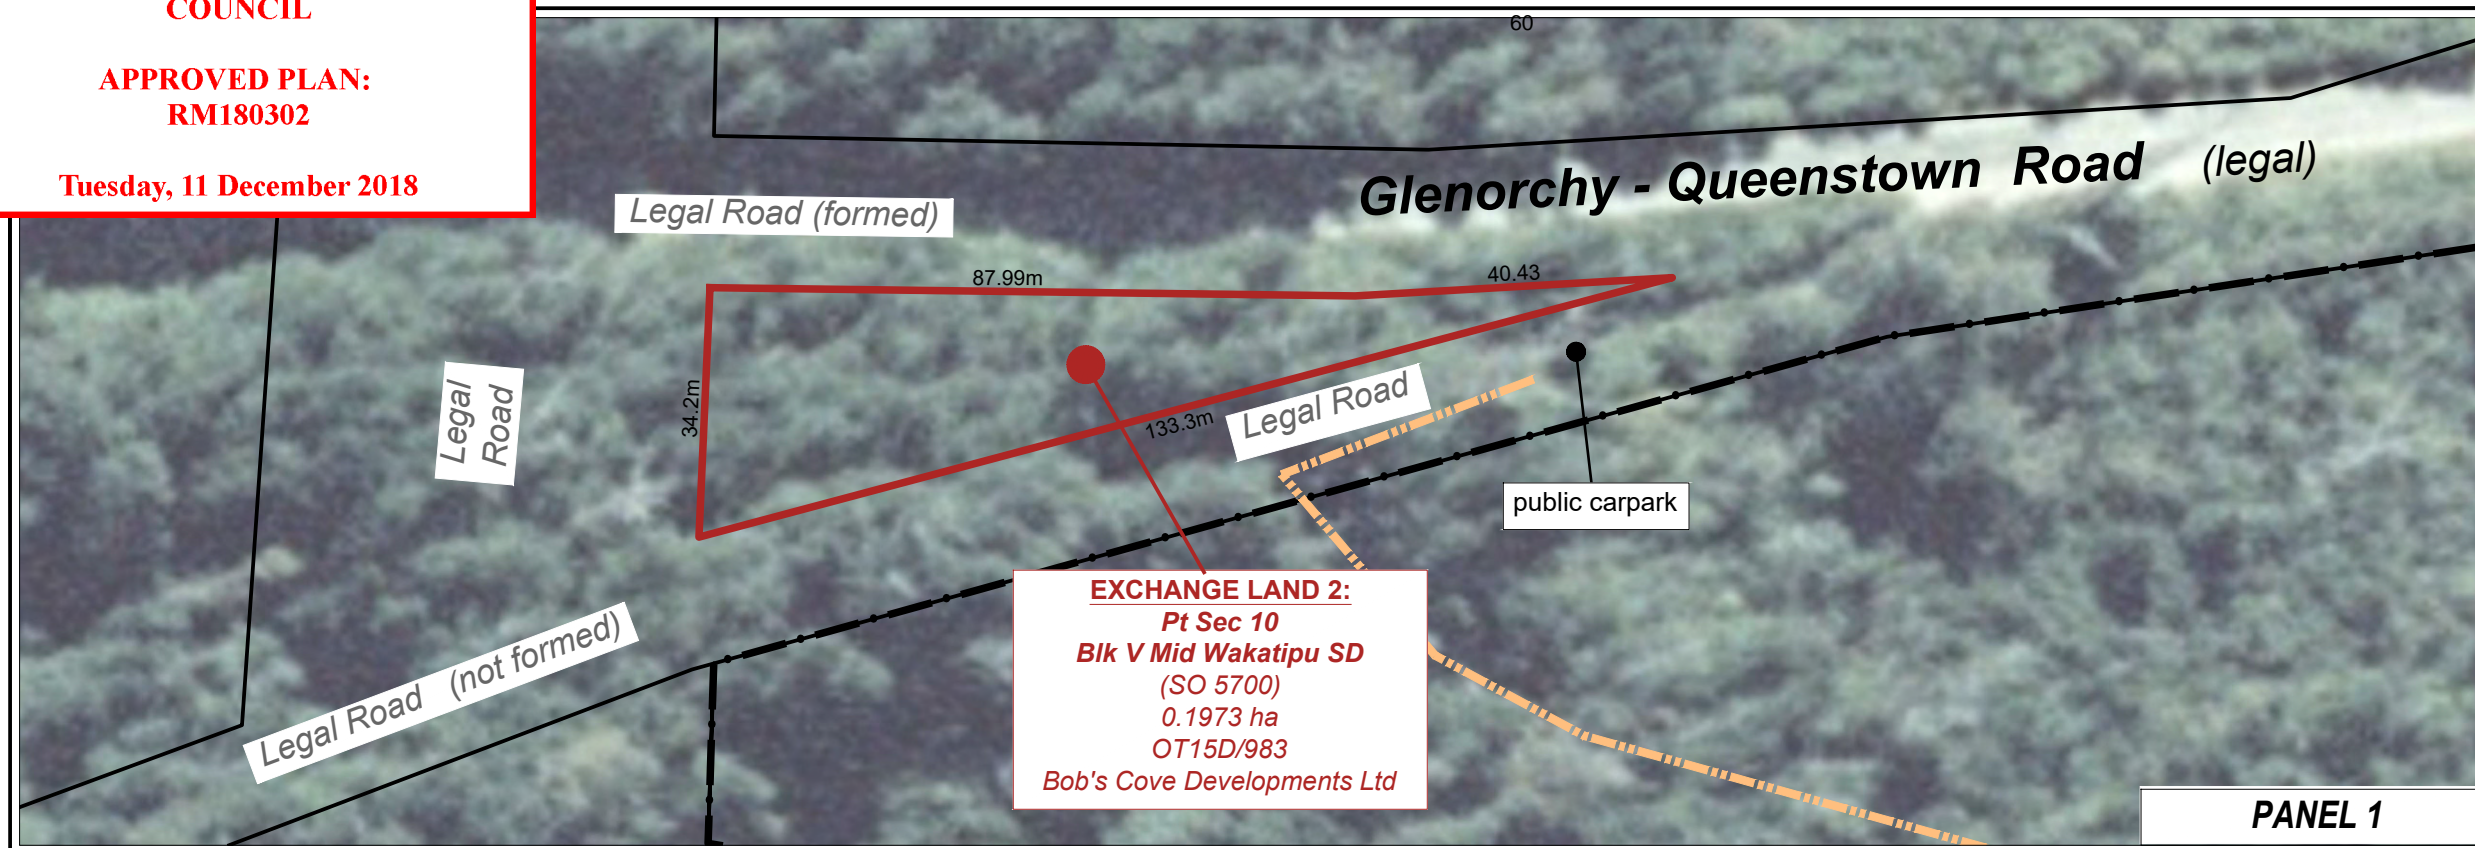 COUNCIL
APPROVED PLAN:
RM180302
Tuesday, 11 December 2018
60
Glenorchy - Queenstown Road (legal)
Legal Road (formed)
87.99m
40.43
34.2m
133.3m
Legal
Road
Legal Road
public carpark
Legal Road (not formed)
EXCHANGE LAND 2:
Pt Sec 10
Blk V Mid Wakatipu SD
(SO 5700)
0.1973 ha
OT15D/983
Bob's Cove Developments Ltd
PANEL 1